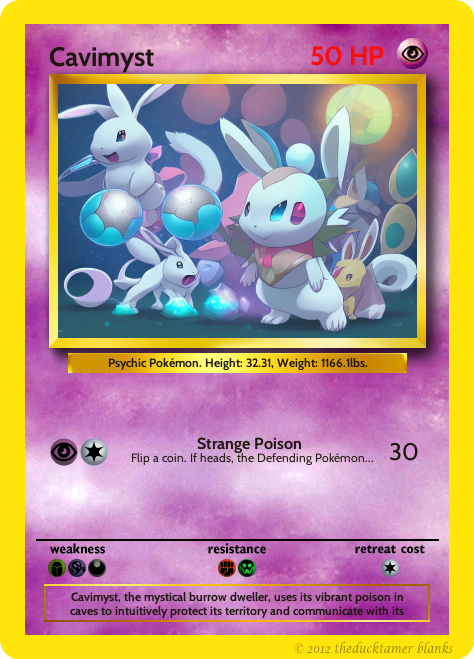 Cavimyst
50 HP
Psychic Pokémon. Height: 32.31, Weight: 1166.1lbs.
Strange Poison
Flip a coin. If heads, the Defending Pokémon...
30
weakness
resistance
retreat cost
Cavimyst, the mystical burrow dweller, uses its vibrant poison in
caves to intuitively protect its territory and communicate with its
© 2012 theducktamer blanks